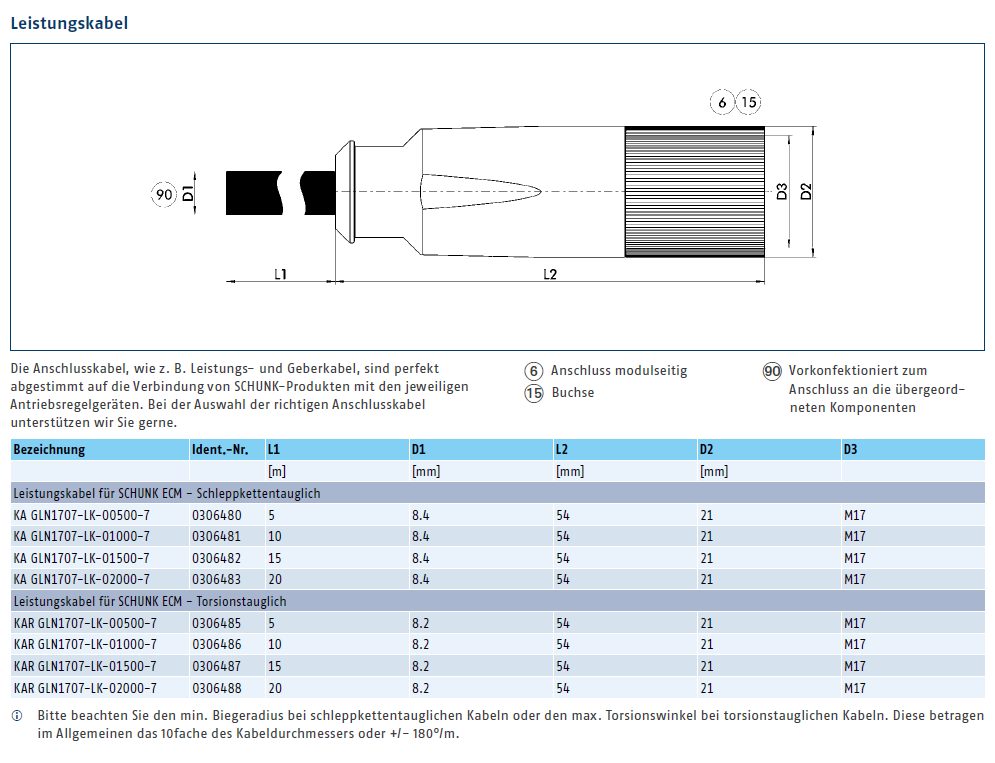 Leistungskabel
6 15
90 D1 D3 D2
L1 L2
Die Anschlusskabel, wie z. B. Leistungs- und Geberkabel, sind perfekt
abgestimmt auf die Verbindung von SCHUNK-Produkten mit den jeweiligen
Antriebsregelgeräten. Bei der Auswahl der richtigen Anschlusskabel
unterstützen wir Sie gerne.
6 Anschluss modulseitig
15 Buchse
90 Vorkonfektioniert zum
Anschluss an die übergeord-
neten Komponenten
Bezeichnung Ident.-Nr. L1 D1 L2 D2 D3
[m] [mm] [mm] [mm]
Leistungskabel für SCHUNK ECM - Schleppkettentauglich
KA GLN1707-LK-00500-7 0306480 5 8.4 54 21 M17
KA GLN1707-LK-01000-7 0306481 10 8.4 54 21 M17
KA GLN1707-LK-01500-7 0306482 15 8.4 54 21 M17
KA GLN1707-LK-02000-7 0306483 20 8.4 54 21 M17
Leistungskabel für SCHUNK ECM - Torsionstauglich
KAR GLN1707-LK-00500-7 0306485 5 8.2 54 21 M17
KAR GLN1707-LK-01000-7 0306486 10 8.2 54 21 M17
KAR GLN1707-LK-01500-7 0306487 15 8.2 54 21 M17
KAR GLN1707-LK-02000-7 0306488 20 8.2 54 21 M17
ⓘ Bitte beachten Sie den min. Biegeradius bei schleppkettentauglichen Kabeln oder den max. Torsionswinkel bei torsionstauglichen Kabeln. Diese betragen
im Allgemeinen das 10fache des Kabeldurchmessers oder +/- 180°/m.